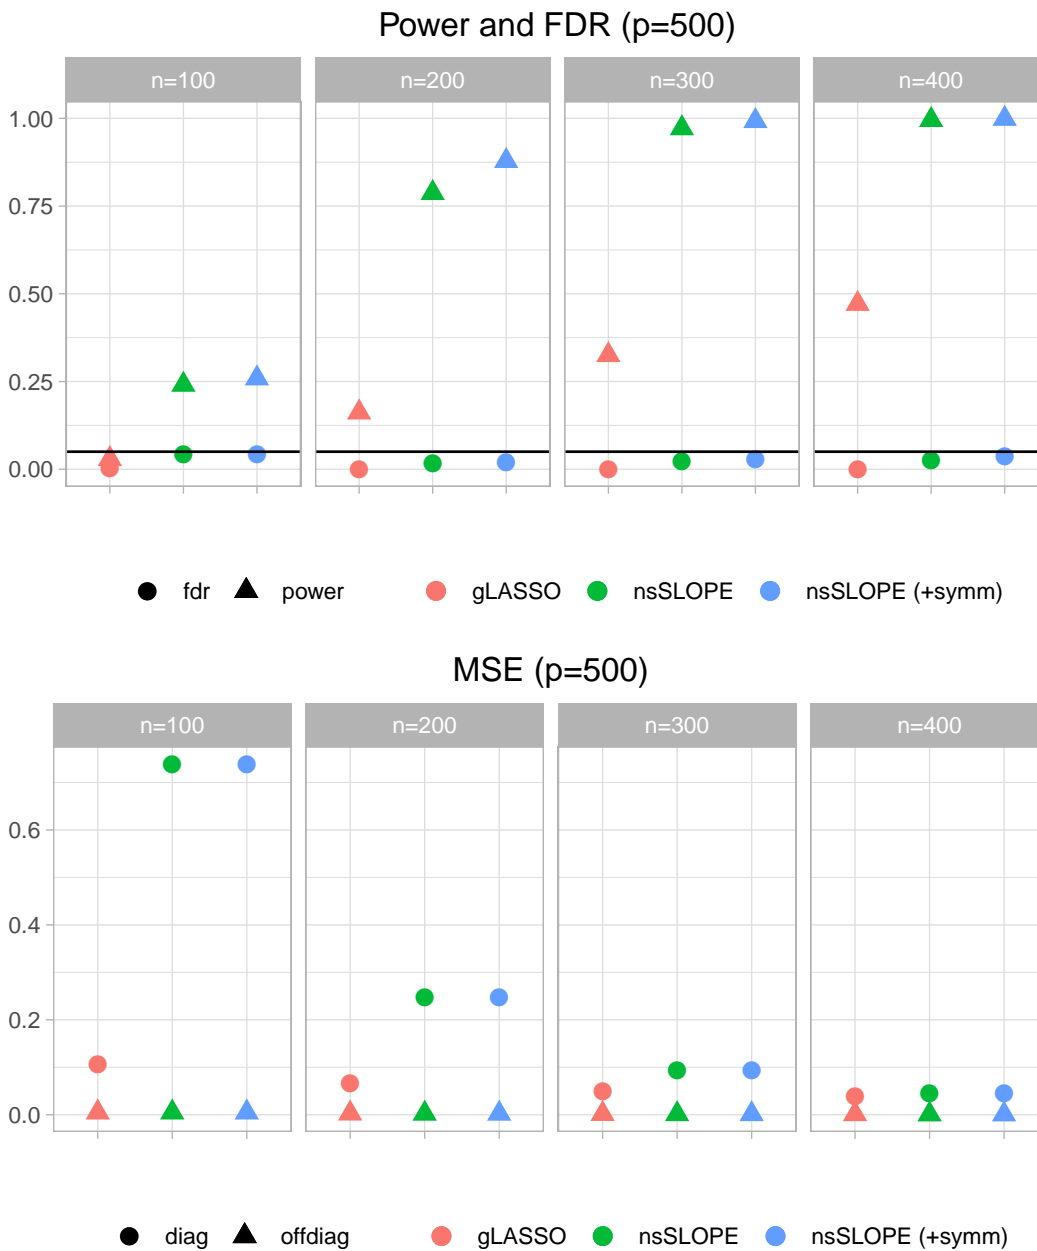 Power and FDR (p=500)
n=100 n=200 n=300 n=400
1.00
0.75
0.50
0.25
0.00
fdr power gLASSO nsSLOPE nsSLOPE (+symm)
MSE (p=500)
n=100 n=200 n=300 n=400
0.6
0.4
0.2
0.0
diag offdiag gLASSO nsSLOPE nsSLOPE (+symm)